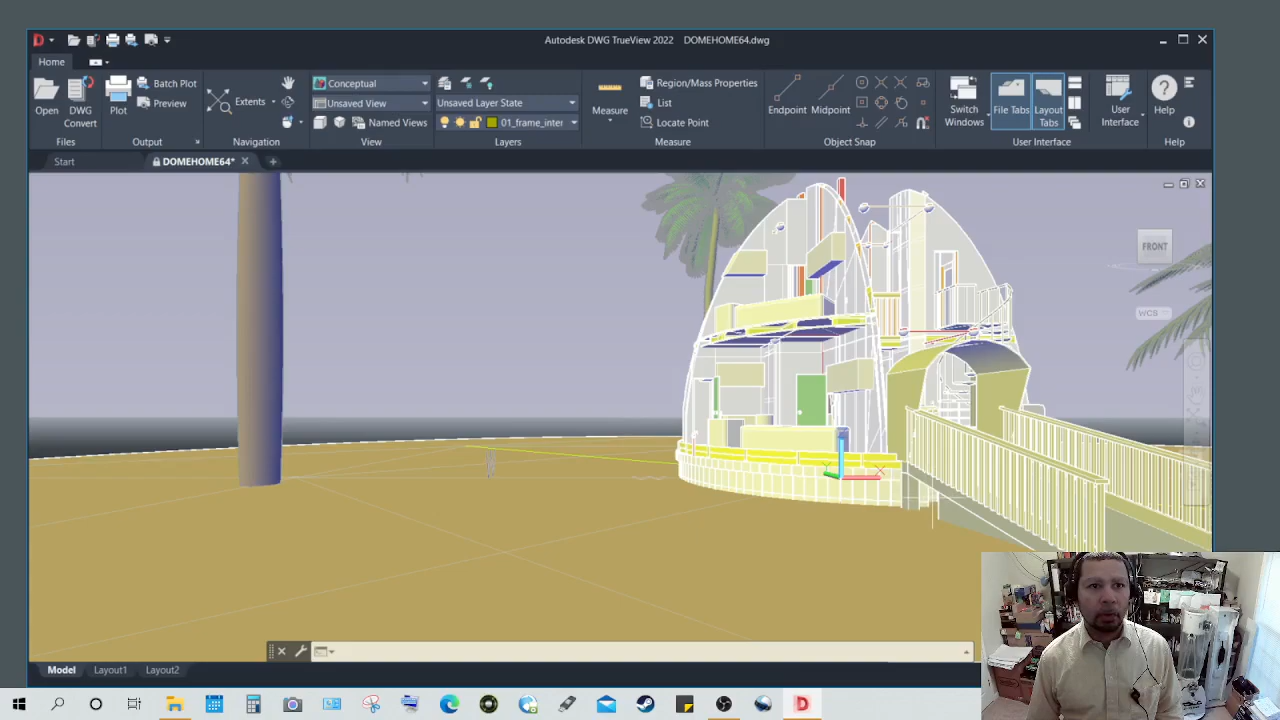 Autodesk DWG TrueView 2022 DOMEHOME64.dwg
Home
Open
DWG Convert
Files
Plot
Batch Plot
Preview
Output
Extents
Navigation
Conceptual
Unsaved View
Named Views
View
Unsaved Layer State
01_frame_inter
Layers
Measure
Region/Mass Properties
List
Locate Point
Measure
Endpoint
Midpoint
Object Snap
Switch Windows
File Tabs
Layout Tabs
User Interface
User Interface
Help
Help
Start
DOMEHOME64*
FRONT
WCS
Y
X
Model
Layout1
Layout2